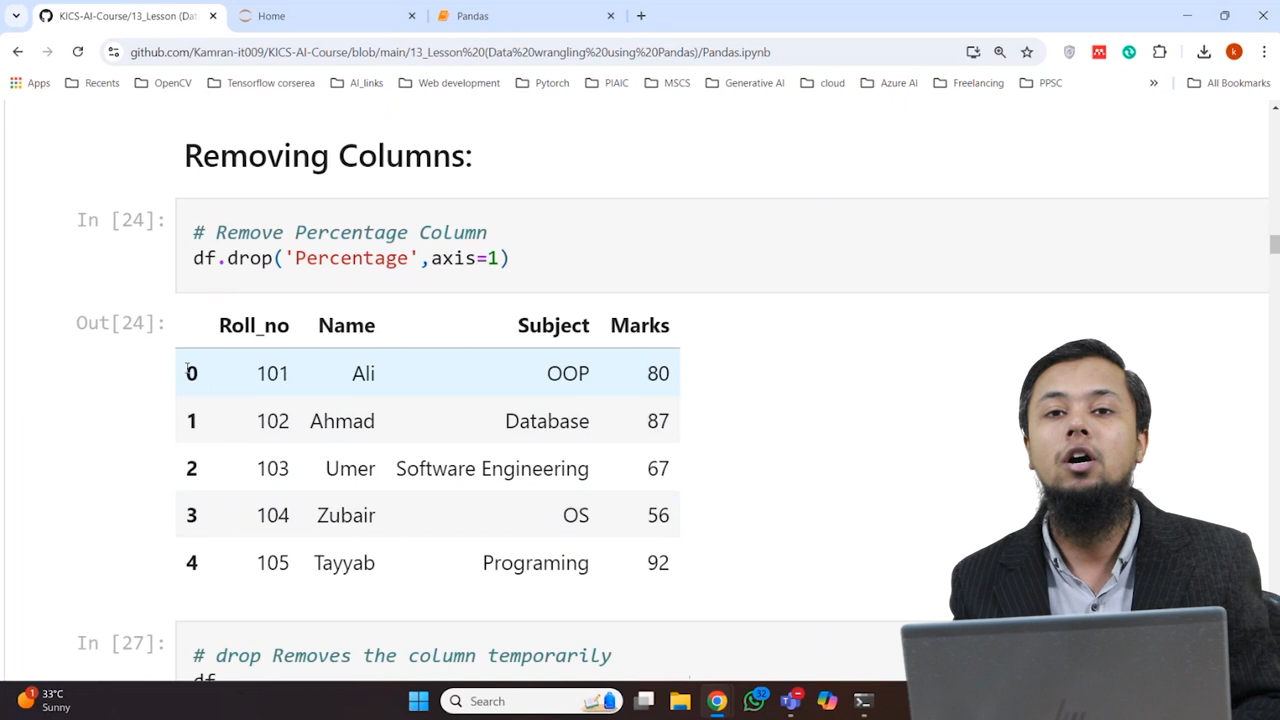 KICS-AI-Course/13_Lesson (Dat
Home
Pandas
github.com/Kamran-it009/KICS-AI-Course/blob/main/13_Lesson%20(Data%20wrangling%20using%20Pandas)/Pandas.ipynb
k
Apps Recents OpenCV Tensorflow corserea AI_links Web development Pytorch PIAIC MSCS Generative AI cloud Azure AI Freelancing PPSC » All Bookmarks
Removing Columns:
In [24]:
# Remove Percentage Column
df.drop('Percentage',axis=1)
Out[24]:
Roll_no Name Subject Marks
0 101 Ali OOP 80
1 102 Ahmad Database 87
2 103 Umer Software Engineering 67
3 104 Zubair OS 56
4 105 Tayyab Programing 92
In [27]:
# drop Removes the column temporarily
df
1 33°C
Sunny
Search
32